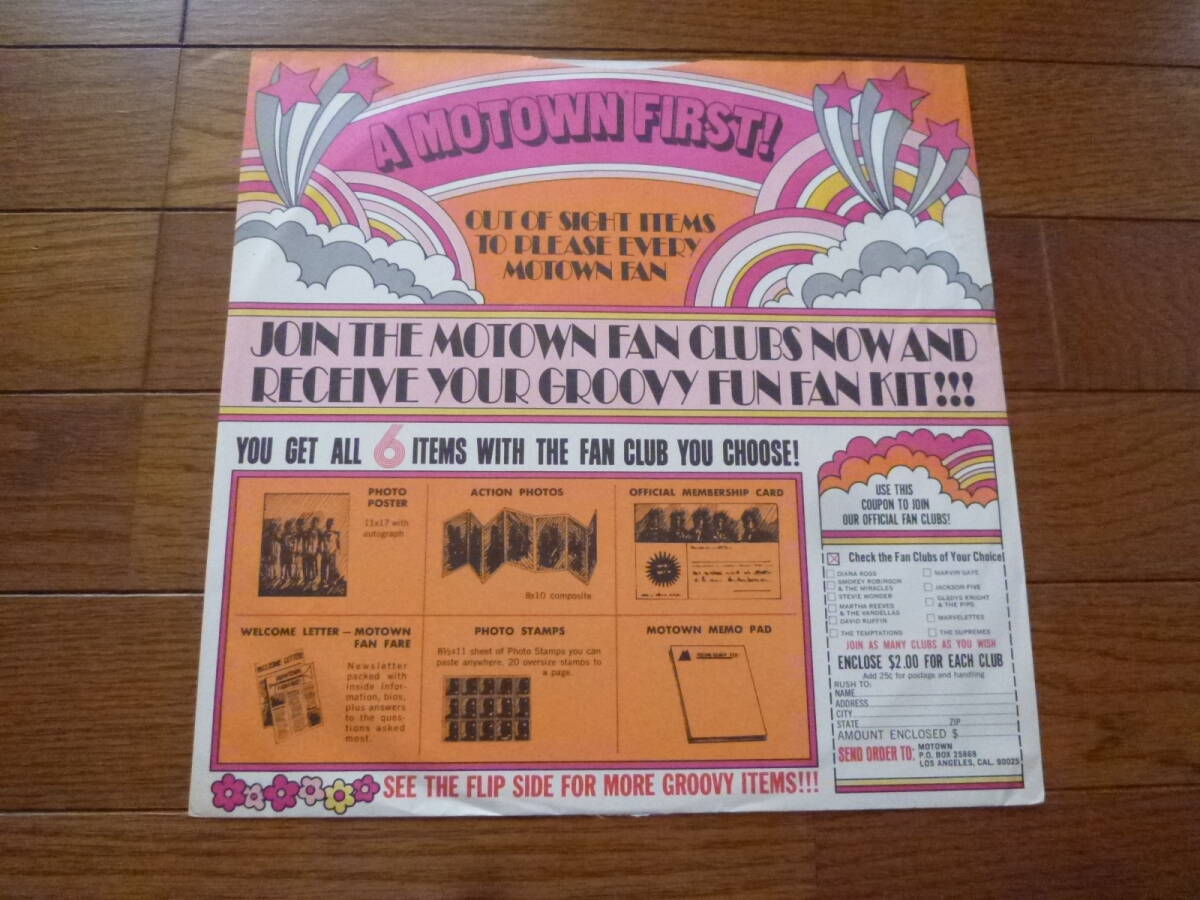 A MOTOWN FIRST!
OUT OF SIGHT ITEMS
TO PLEASE EVERY
MOTOWN FAN
JOIN THE MOTOWN FAN CLUBS NOW AND
RECEIVE YOUR GROOVY FUN FAN KIT!!!
YOU GET ALL 6 ITEMS WITH THE FAN CLUB YOU CHOOSE!
PHOTO
POSTER
11x17 with
autograph
ACTION PHOTOS
8x10 composite
OFFICIAL MEMBERSHIP CARD
WELCOME LETTER — MOTOWN
FAN FARE
Newsletter
packed with
inside infor-
mation, bios,
plus answers
to the ques-
tions asked
most.
PHOTO STAMPS
8½x11 sheet of Photo Stamps you can
paste anywhere. 20 oversize stamps to
a page.
MOTOWN MEMO PAD
USE THIS
COUPON TO JOIN
OUR OFFICIAL FAN CLUBS!
Check the Fan Clubs of Your Choice!
DIANA ROSS
SMOKEY ROBINSON
& THE MIRACLES
STEVIE WONDER
MARTHA REEVES
& THE VANDELLAS
DAVID RUFFIN
THE TEMPTATIONS
MARVIN GAYE
JACKSON FIVE
GLADYS KNIGHT
& THE PIPS
MARVELETTES
THE SUPREMES
JOIN AS MANY CLUBS AS YOU WISH
ENCLOSE $2.00 FOR EACH CLUB
Add 25¢ for postage and handling
RUSH TO:
NAME
ADDRESS
CITY
STATE ZIP
AMOUNT ENCLOSED $
SEND ORDER TO: MOTOWN
P.O. BOX 25869
LOS ANGELES, CAL. 90025
SEE THE FLIP SIDE FOR MORE GROOVY ITEMS!!!